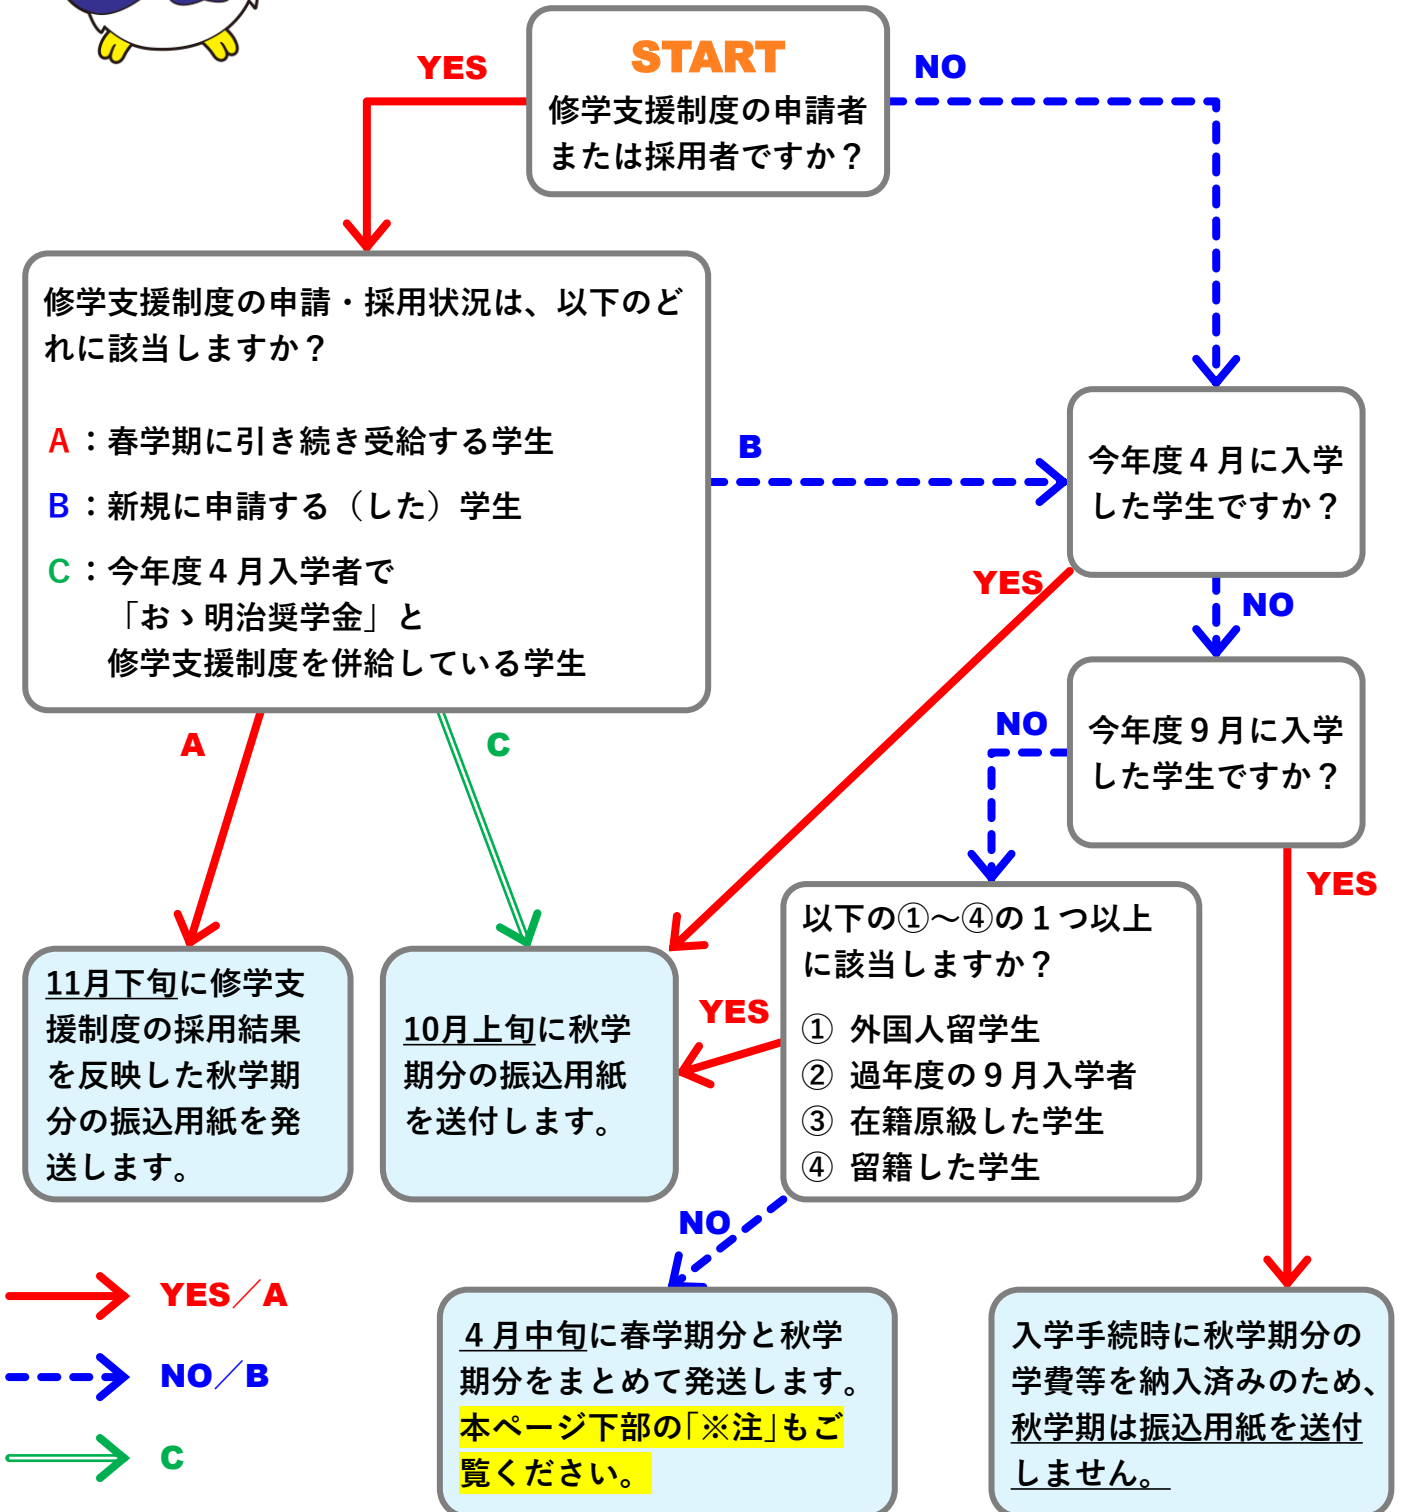 START
修学支援制度の申請者
または採用者ですか？
YES
NO
修学支援制度の申請・採用状況は、以下のど
れに該当しますか？
A：春学期に引き続き受給する学生
B：新規に申請する（した）学生
C：今年度４月入学者で
「おゝ明治奨学金」と
修学支援制度を併給している学生
B
今年度４月に入学
した学生ですか？
YES
NO
A
C
今年度９月に入学
した学生ですか？
NO
YES
以下の①～④の１つ以上
に該当しますか？
① 外国人留学生
② 過年度の９月入学者
③ 在籍原級した学生
④ 留籍した学生
YES
NO
11月下旬に修学支
援制度の採用結果
を反映した秋学期
分の振込用紙を発
送します。
10月上旬に秋学
期分の振込用紙
を送付します。
４月中旬に春学期分と秋学
期分をまとめて発送します。
本ページ下部の｢※注｣もご
覧ください。
入学手続時に秋学期分の
学費等を納入済みのため、
秋学期は振込用紙を送付
しません。
YES／A
NO／B
C